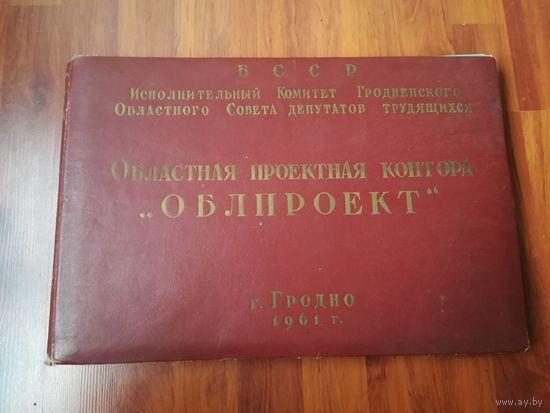 БССР
Исполнительный Комитет Гродненского
Областного Совета депутатов трудящихся
Областная проектная контора
„ОБЛПРОЕКТ“
г. Гродно
1961 г.
www.ay.by